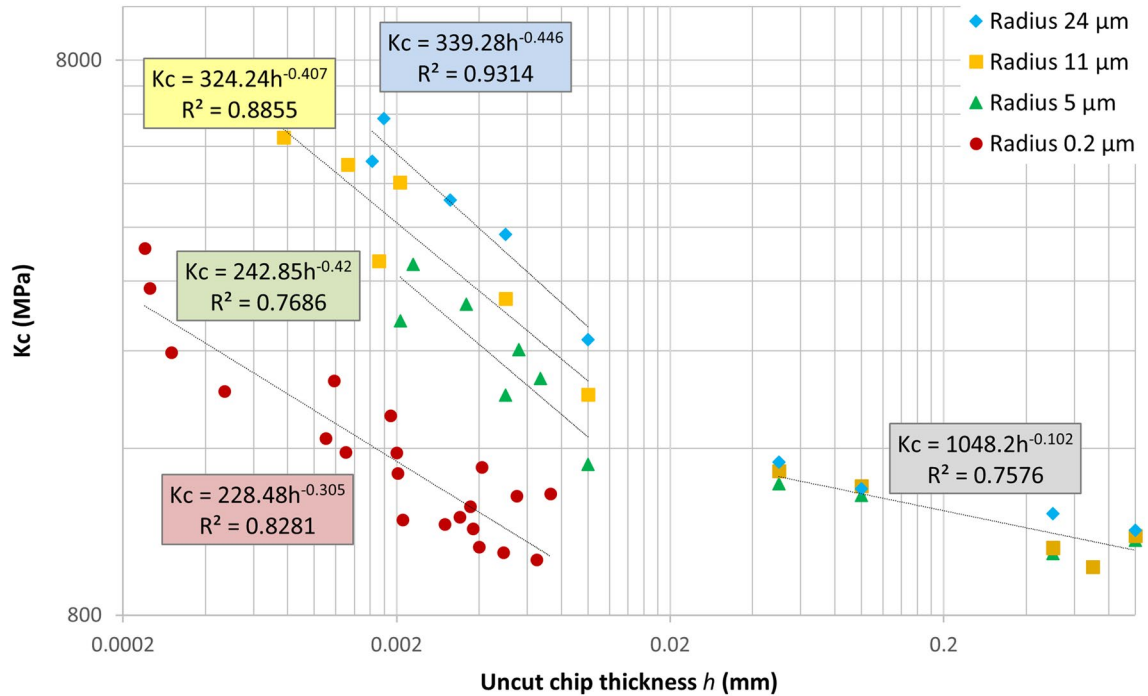 Radius 24 µm
Radius 11 µm
Radius 5 µm
Radius 0.2 µm
8000
Kc = 339.28h⁻⁰·⁴⁴⁶
R² = 0.9314
Kc = 324.24h⁻⁰·⁴⁰⁷
R² = 0.8855
Kc = 242.85h⁻⁰·⁴²
R² = 0.7686
Kc (MPa)
Kc = 1048.2h⁻⁰·¹⁰²
R² = 0.7576
Kc = 228.48h⁻⁰·³⁰⁵
R² = 0.8281
800
0.0002
0.002
0.02
0.2
Uncut chip thickness h (mm)